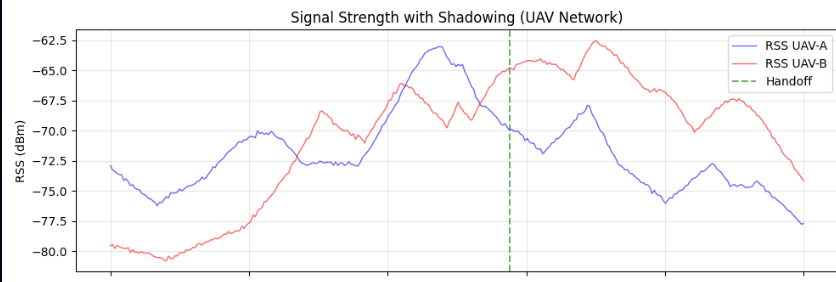 Signal Strength with Shadowing (UAV Network)
RSS (dBm)
−62.5
−65.0
−67.5
−70.0
−72.5
−75.0
−77.5
−80.0
RSS UAV-A
RSS UAV-B
Handoff